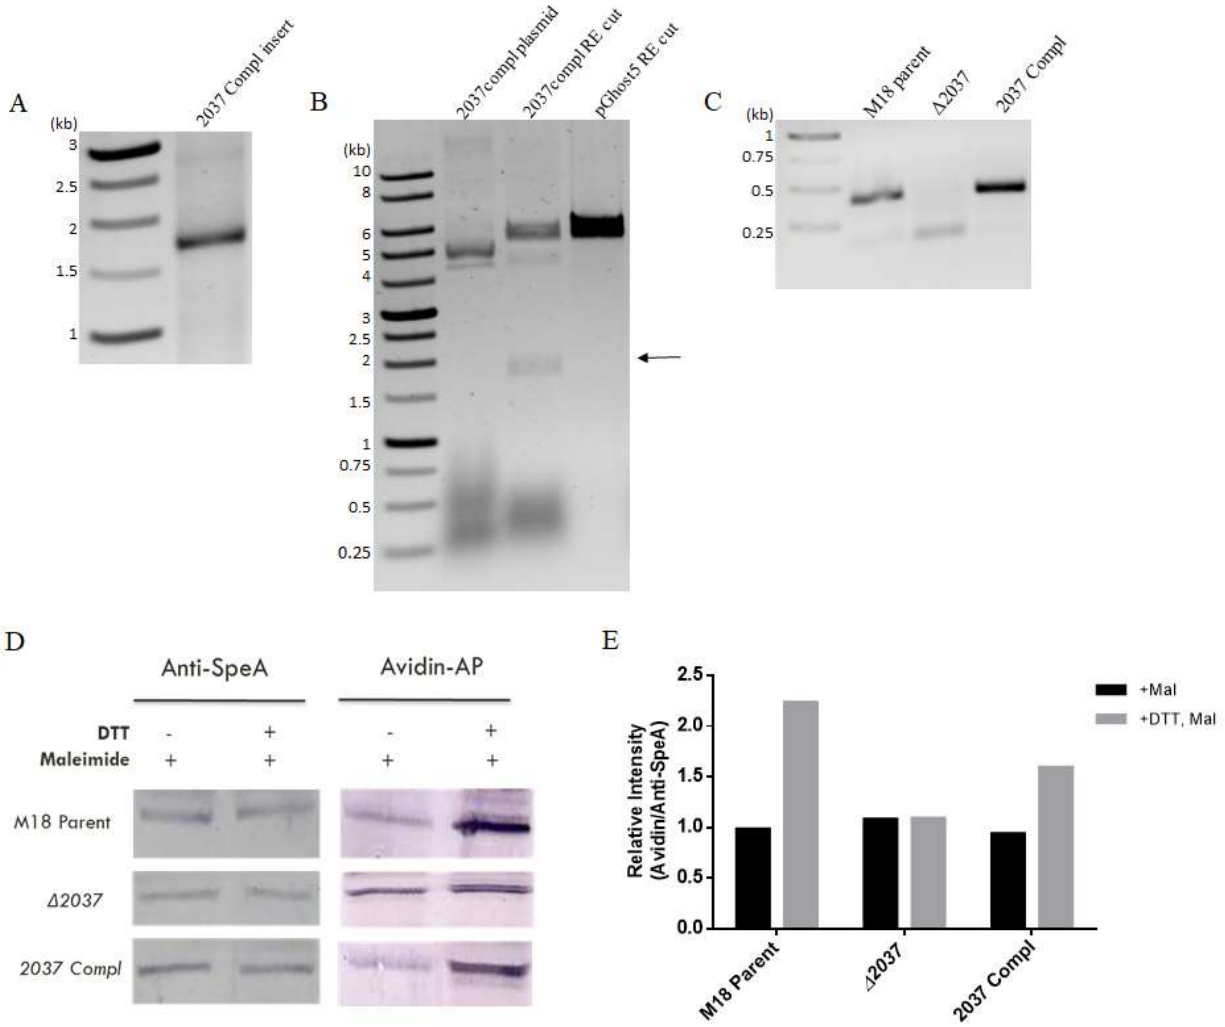 A
2037 Compl insert
(kb)
3
2.5
2
1.5
1
B
2037compl plasmid
2037compl RE cut
pGhost5 RE cut
(kb)
10
8
6
5
4
3
2.5
2
1.5
1
0.75
0.5
0.25
C
M18 parent
Δ2037
2037 Compl
(kb)
1
0.75
0.5
0.25
D
Anti-SpeA Avidin-AP
DTT - + - +
Maleimide + + + +
M18 Parent
Δ2037
2037 Compl
E
Relative Intensity
(Avidin/Anti-SpeA)
2.5
2.0
1.5
1.0
0.5
0.0
M18 Parent
Δ2037
2037 Compl
+Mal
+DTT, Mal